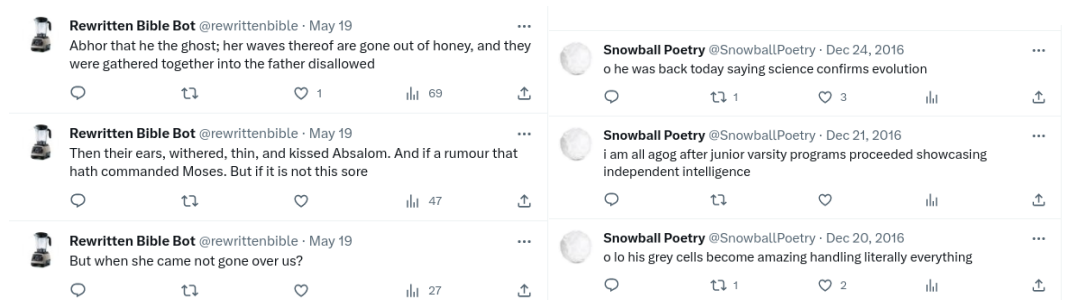 Rewritten Bible Bot @rewrittenbible · May 19
Abhor that he the ghost; her waves thereof are gone out of honey, and they
were gathered together into the father disallowed
1 69
Rewritten Bible Bot @rewrittenbible · May 19
Then their ears, withered, thin, and kissed Absalom. And if a rumour that
hath commanded Moses. But if it is not this sore
47
Rewritten Bible Bot @rewrittenbible · May 19
But when she came not gone over us?
27
Snowball Poetry @SnowballPoetry · Dec 24, 2016
o he was back today saying science confirms evolution
1 3
Snowball Poetry @SnowballPoetry · Dec 21, 2016
i am all agog after junior varsity programs proceeded showcasing
independent intelligence
Snowball Poetry @SnowballPoetry · Dec 20, 2016
o lo his grey cells become amazing handling literally everything
1 2